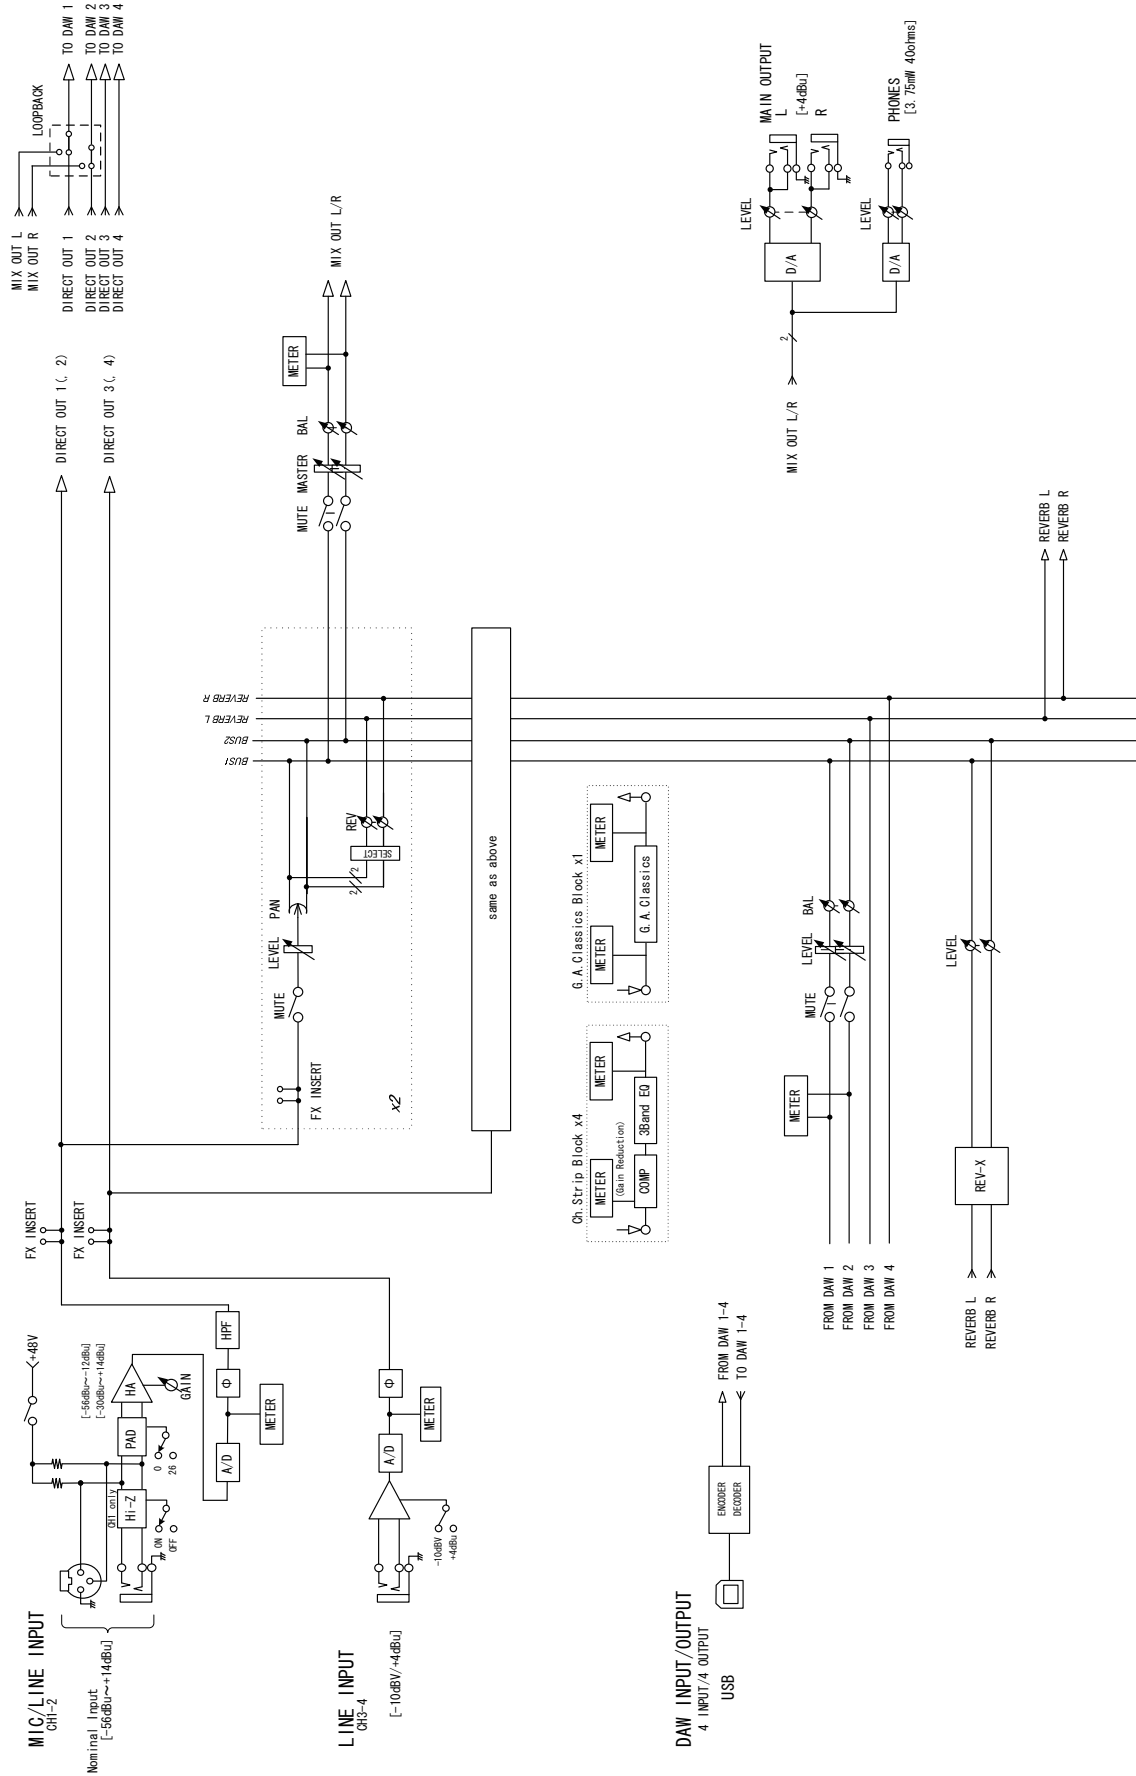 MIC/LINE INPUT
CH1-2
Nominal Input
[-56dBu~+14dBu]
+48V
CH1 only
Hi-Z
ON
OFF
PAD
0
26
[-56dBu~-12dBu]
[-30dBu~+14dBu]
HA
GAIN
A/D
METER
Φ
HPF
FX INSERT
FX INSERT
DIRECT OUT 1(, 2)
DIRECT OUT 3(, 4)
MIX OUT L
MIX OUT R
DIRECT OUT 1
DIRECT OUT 2
DIRECT OUT 3
DIRECT OUT 4
LOOPBACK
TO DAW 1
TO DAW 2
TO DAW 3
TO DAW 4
FX INSERT
MUTE
LEVEL
PAN
2
2
SELECT
REV
x2
BUS1
BUS2
REVERB L
REVERB R
MUTE
MASTER
BAL
METER
MIX OUT L/R
LINE INPUT
CH3-4
[-10dBV/+4dBu]
-10dBV
+4dBu
A/D
METER
Φ
same as above
Ch.Strip Block x4
METER
(Gain Reduction)
COMP
3Band EQ
METER
G.A.Classics Block x1
METER
G.A.Classics
METER
DAW INPUT/OUTPUT
4 INPUT/4 OUTPUT
USB
ENCODER
DECODER
FROM DAW 1-4
TO DAW 1-4
FROM DAW 1
FROM DAW 2
FROM DAW 3
FROM DAW 4
METER
MUTE
LEVEL
BAL
REVERB L
REVERB R
REV-X
LEVEL
REVERB L
REVERB R
MIX OUT L/R
2
D/A
LEVEL
MAIN OUTPUT
L
[+4dBu]
R
D/A
LEVEL
PHONES
[3.75mW 40ohms]